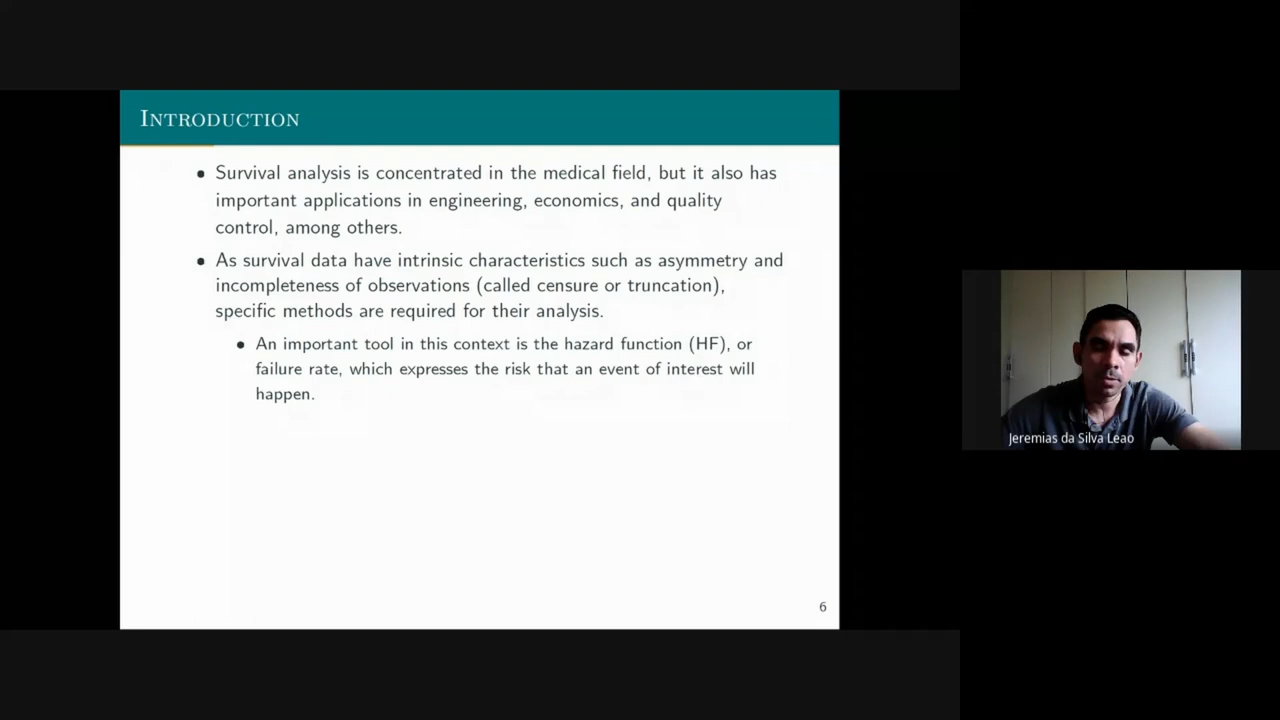 Introduction
• Survival analysis is concentrated in the medical field, but it also has
important applications in engineering, economics, and quality
control, among others.
• As survival data have intrinsic characteristics such as asymmetry and
incompleteness of observations (called censure or truncation),
specific methods are required for their analysis.
• An important tool in this context is the hazard function (HF), or
failure rate, which expresses the risk that an event of interest will
happen.
6
Jeremias da Silva Leao